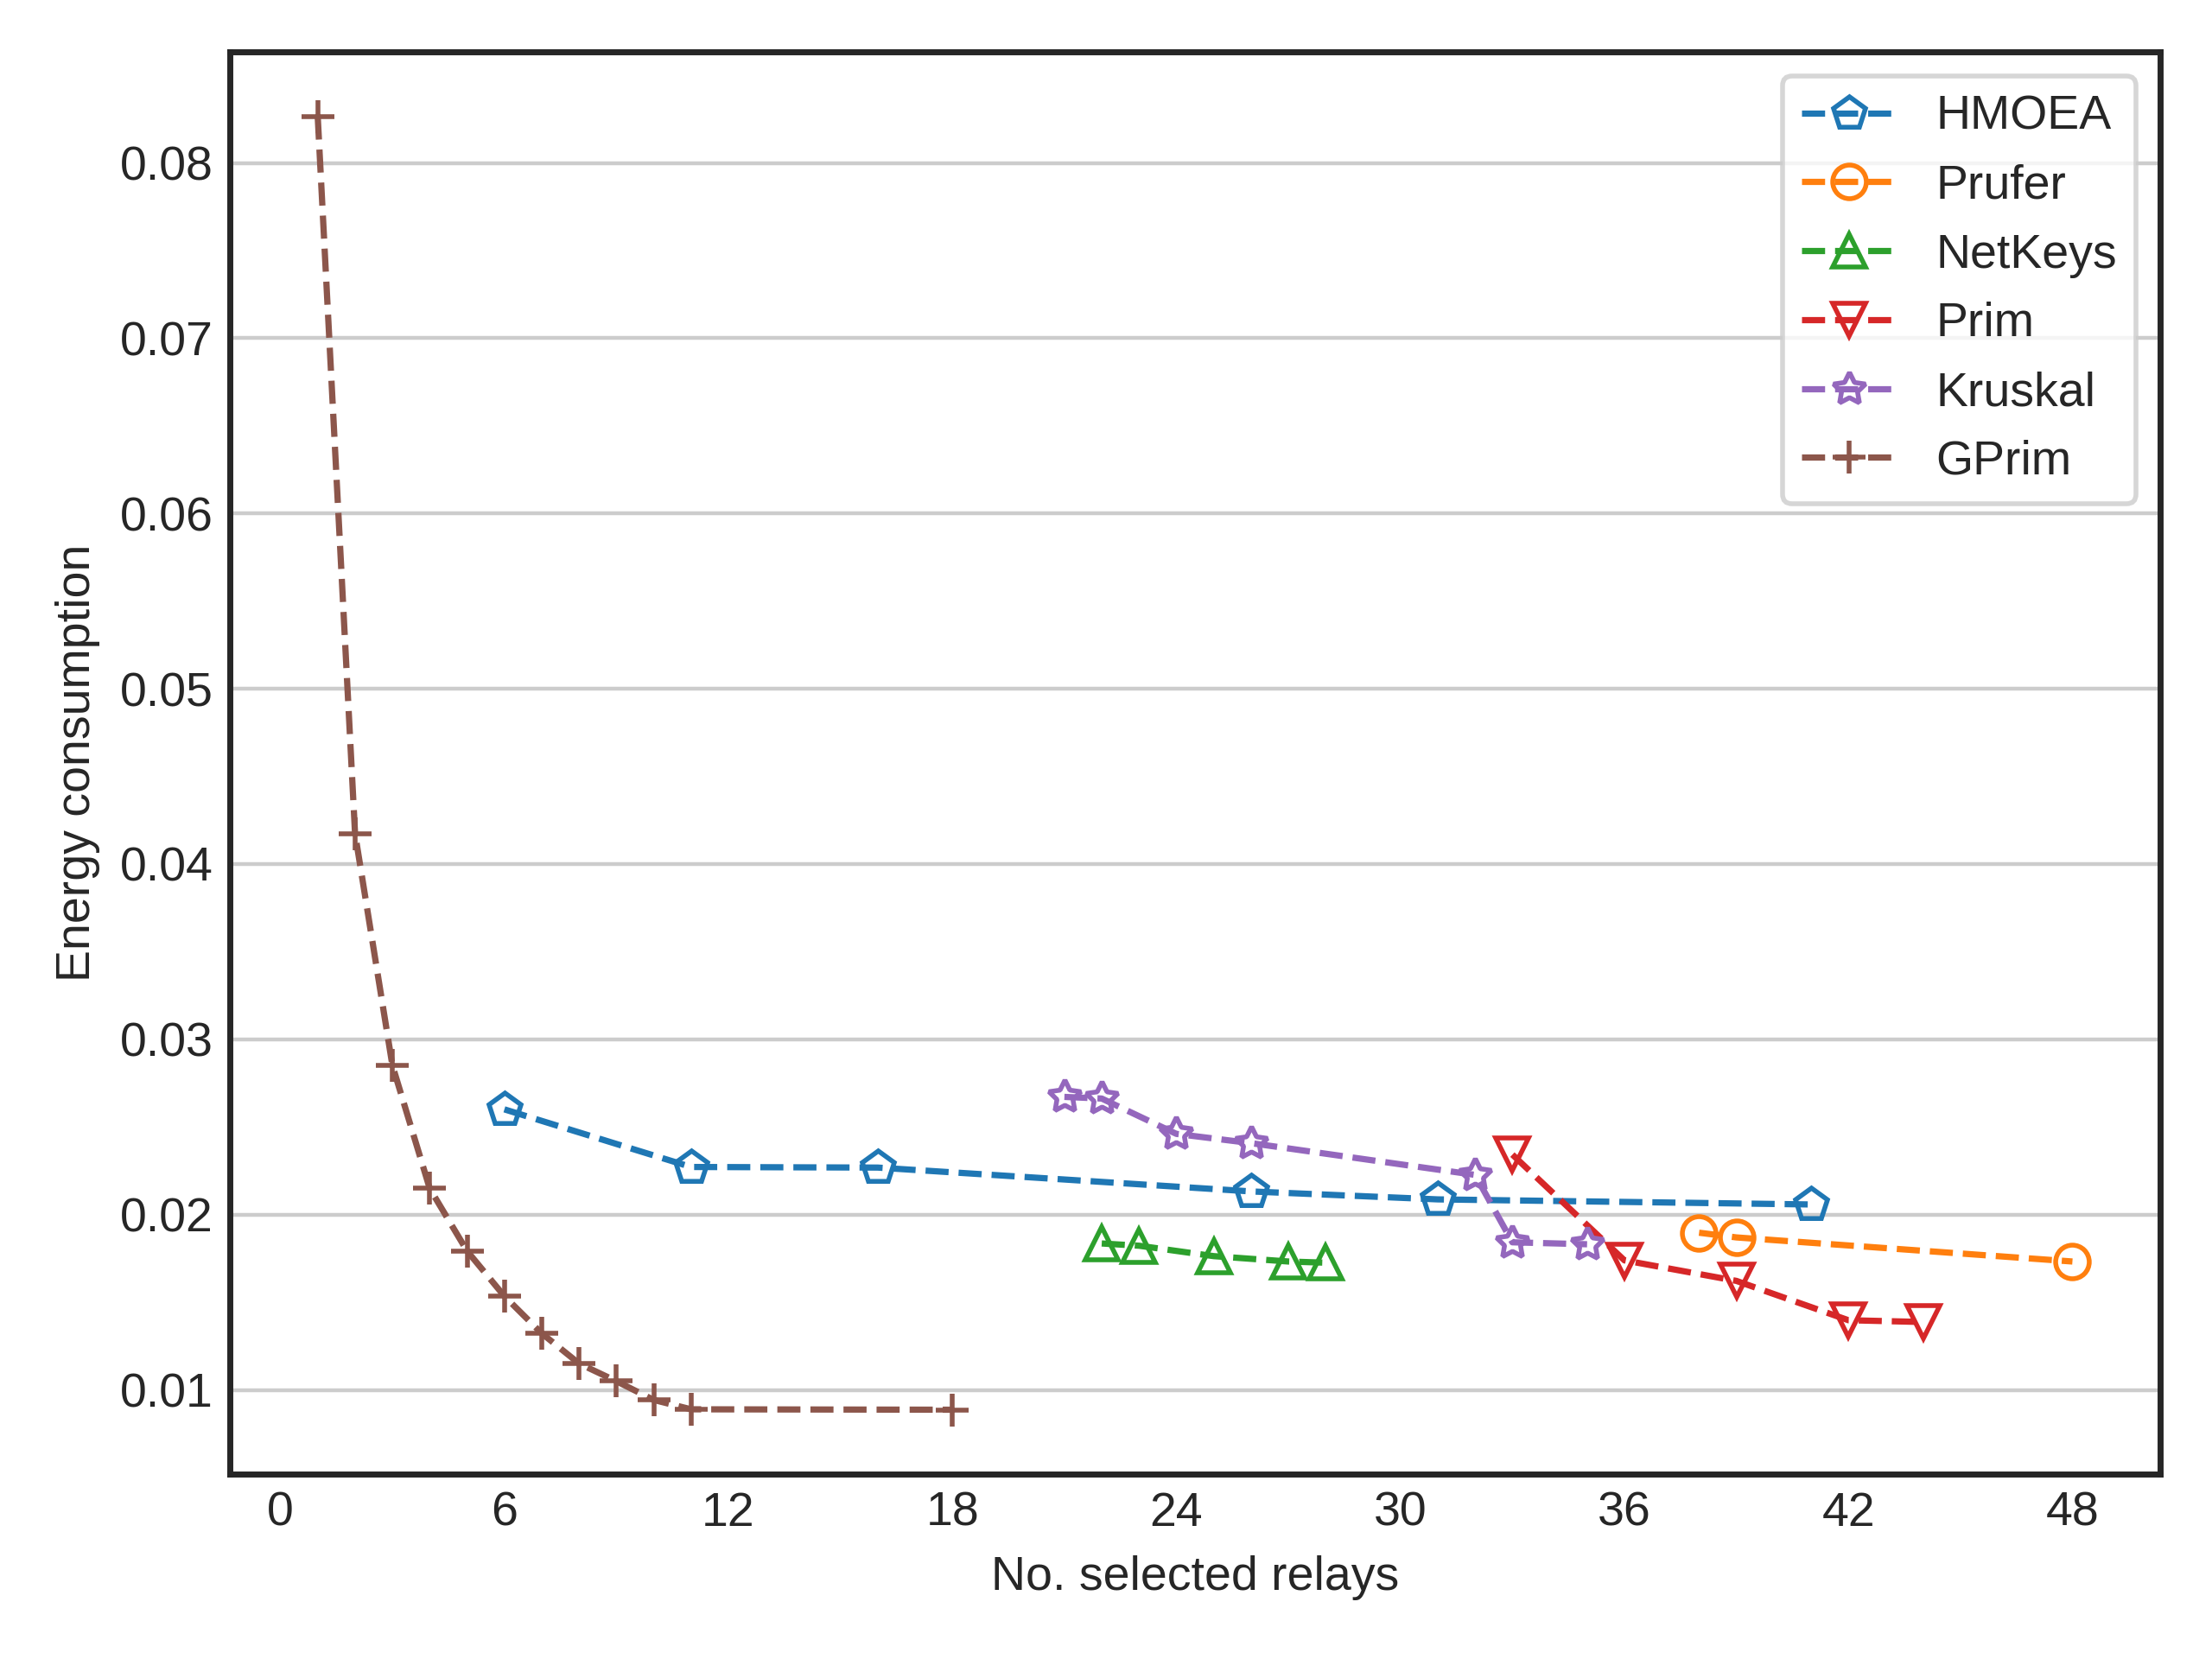 HMOEA
Prufer
NetKeys
Prim
Kruskal
GPrim
Energy consumption
0.08
0.07
0.06
0.05
0.04
0.03
0.02
0.01
0 6 12 18 24 30 36 42 48
No. selected relays